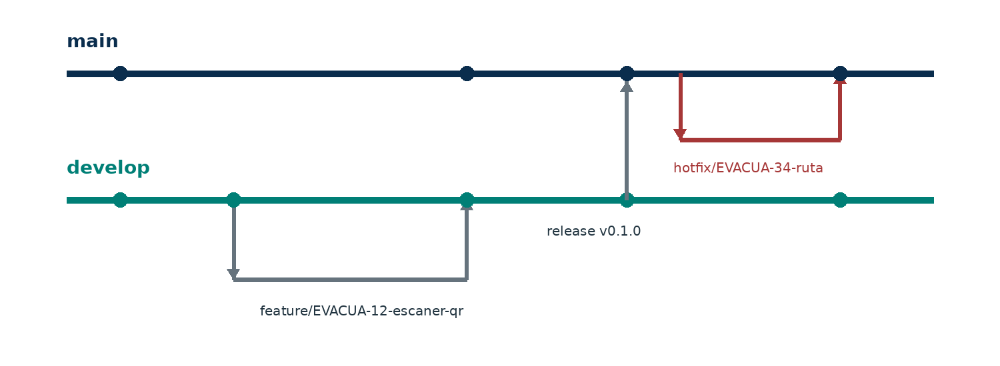 main
develop
hotfix/EVACUA-34-ruta
release v0.1.0
feature/EVACUA-12-escaner-qr